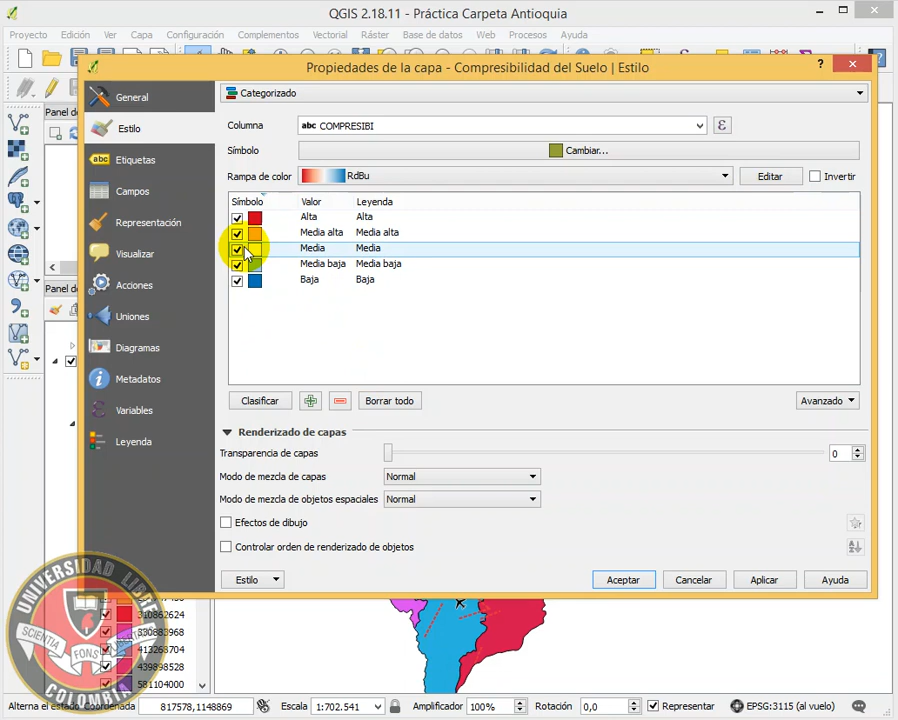 QGIS 2.18.11 - Práctica Carpeta Antioquia
Proyecto Edición Ver Capa Configuración Complementos Vectorial Ráster Base de datos Web Procesos Ayuda
Propiedades de la capa - Compresibilidad del Suelo | Estilo
General
Estilo
Etiquetas
Campos
Representación
Visualizar
Acciones
Uniones
Diagramas
Metadatos
Variables
Leyenda
Panel de
Panel de
Categorizado
Columna abc COMPRESIBI
Símbolo Cambiar...
Rampa de color RdBu Editar Invertir
Símbolo Valor Leyenda
Alta Alta
Media alta Media alta
Media Media
Media baja Media baja
Baja Baja
Clasificar Borrar todo Avanzado
Renderizado de capas
Transparencia de capas 0
Modo de mezcla de capas Normal
Modo de mezcla de objetos espaciales Normal
Efectos de dibujo
Controlar orden de renderizado de objetos
Estilo Aceptar Cancelar Aplicar Ayuda
310862624
330883968
413268704
439898528
581104000
UNIVERSIDAD LIBRE
SCIENTIA FONS LIBERTATIS
COLOMBIA
Alterna el estado Coordenada 817578,1148869 Escala 1:702.541 Amplificador 100% Rotación 0,0 Representar EPSG:3115 (al vuelo)